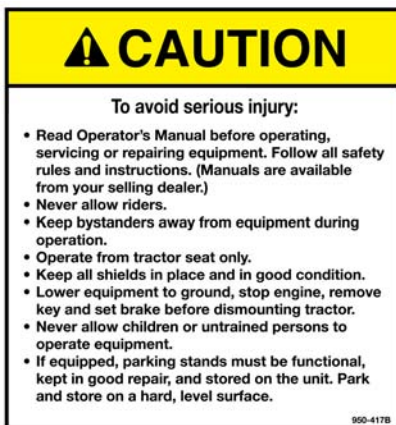 CAUTION
To avoid serious injury:
• Read Operator's Manual before operating,
servicing or repairing equipment. Follow all safety
rules and instructions. (Manuals are available
from your selling dealer.)
• Never allow riders.
• Keep bystanders away from equipment during
operation.
• Operate from tractor seat only.
• Keep all shields in place and in good condition.
• Lower equipment to ground, stop engine, remove
key and set brake before dismounting tractor.
• Never allow children or untrained persons to
operate equipment.
• If equipped, parking stands must be functional,
kept in good repair, and stored on the unit. Park
and store on a hard, level surface.
950-417B